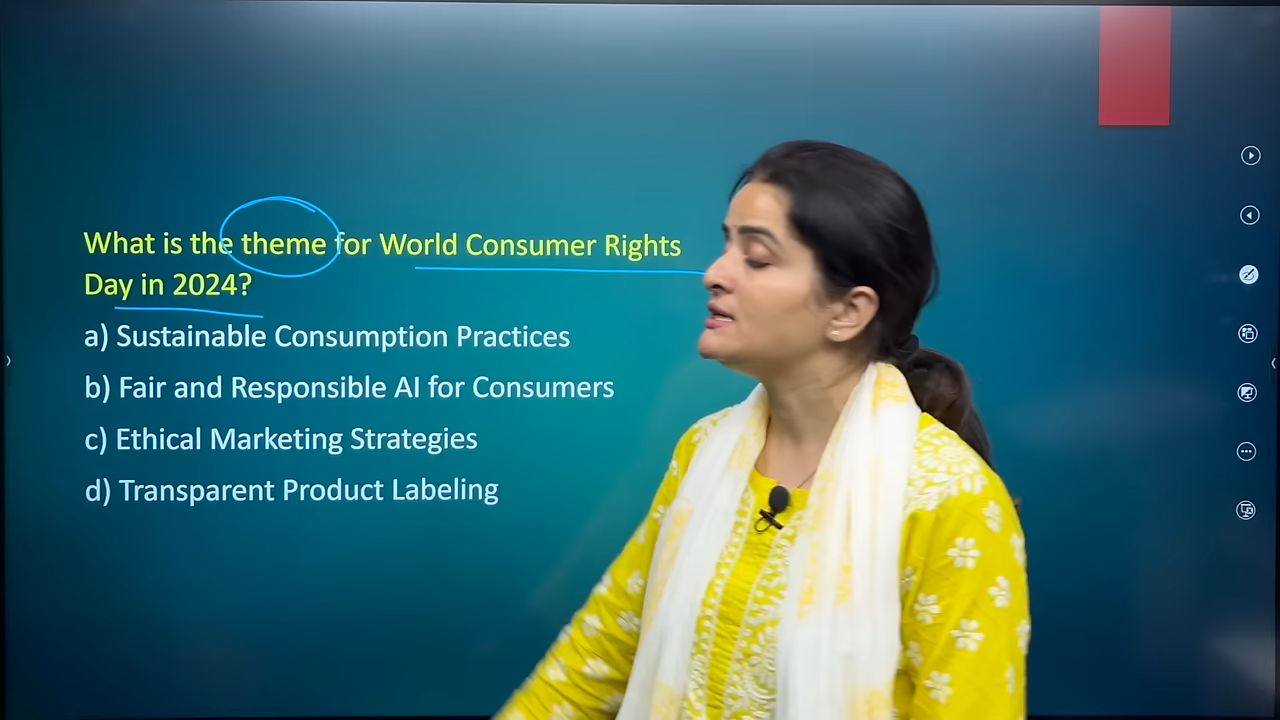 What is the theme for World Consumer Rights
Day in 2024?
a) Sustainable Consumption Practices
b) Fair and Responsible AI for Consumers
c) Ethical Marketing Strategies
d) Transparent Product Labeling